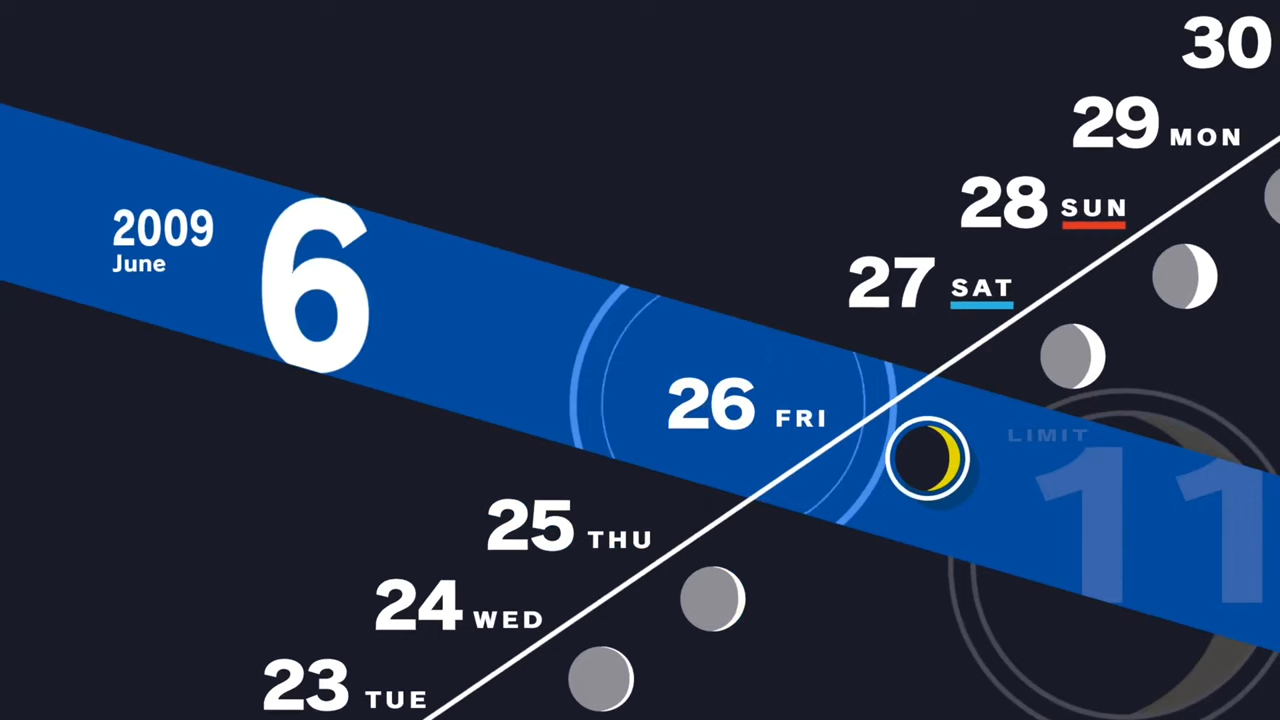 30
29 MON
28 SUN
27 SAT
2009
June
6
26 FRI
LIMIT
11
25 THU
24 WED
23 TUE